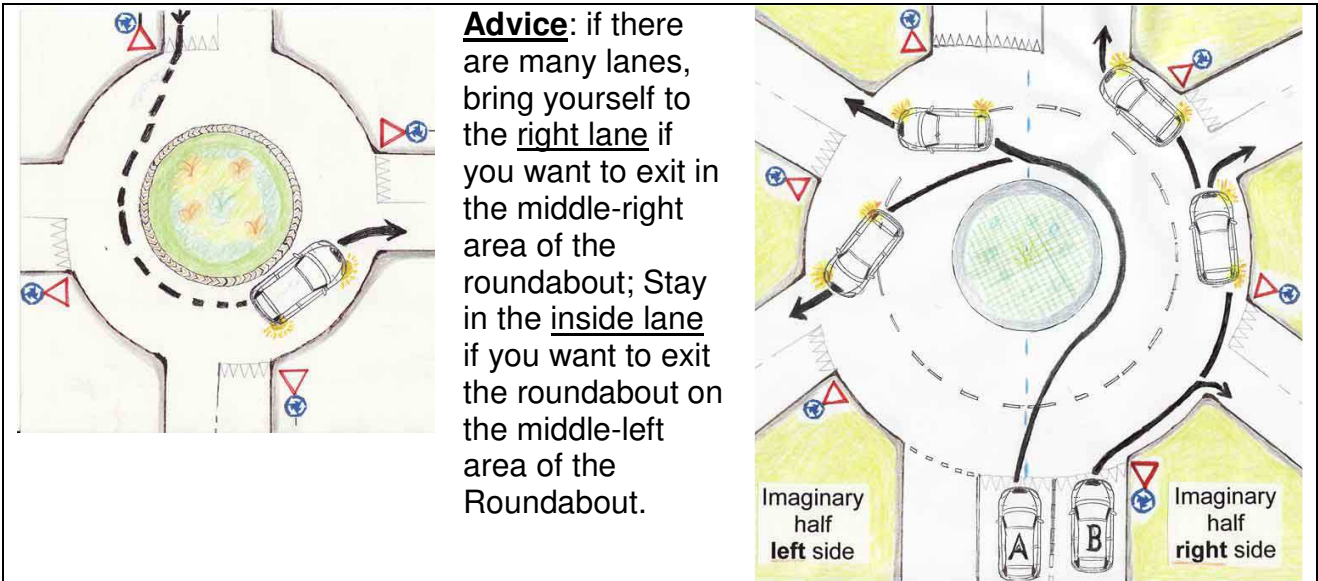 Advice: if there
are many lanes,
bring yourself to
the right lane if
you want to exit in
the middle-right
area of the
roundabout; Stay
in the inside lane
if you want to exit
the roundabout on
the middle-left
area of the
Roundabout.
A
B
Imaginary
half
left side
Imaginary
half
right side